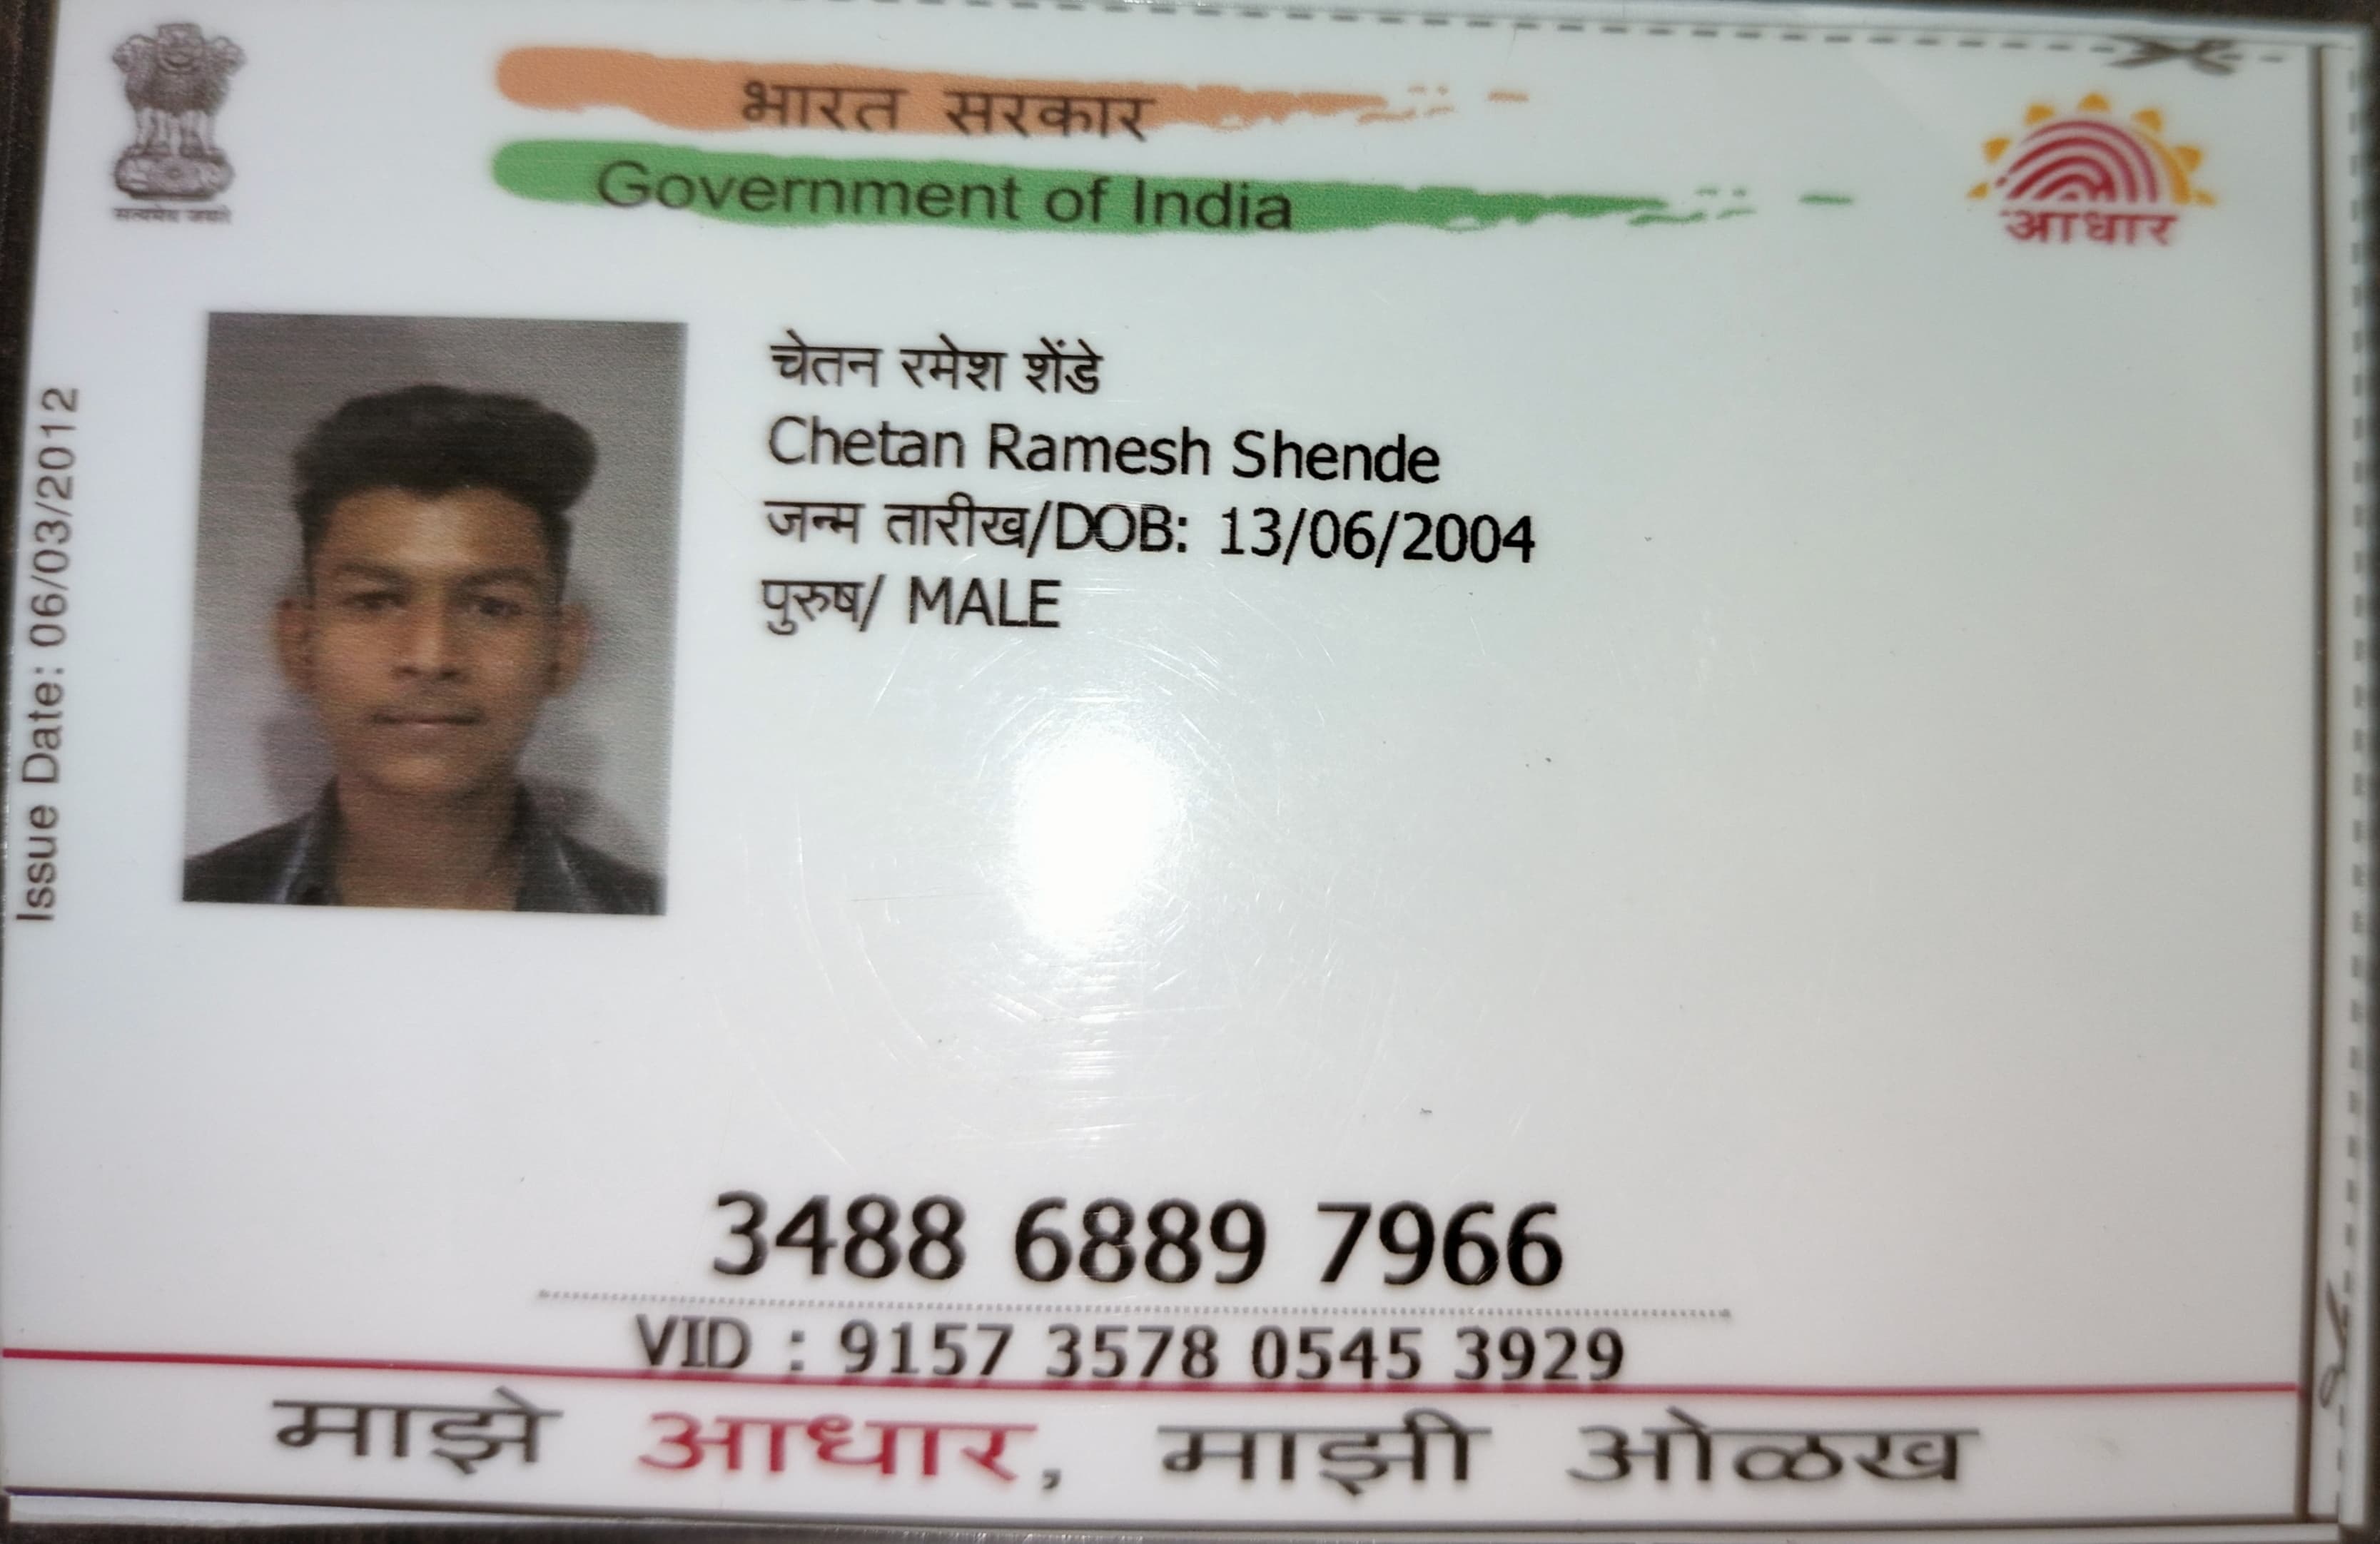 भारत सरकार
Government of India
सत्यमेव जयते
आधार
Issue Date: 06/03/2012
चेतन रमेश शेंडे
Chetan Ramesh Shende
जन्म तारीख/DOB: 13/06/2004
पुरुष/ MALE
3488 6889 7966
VID : 9157 3578 0545 3929
माझे आधार, माझी ओळख